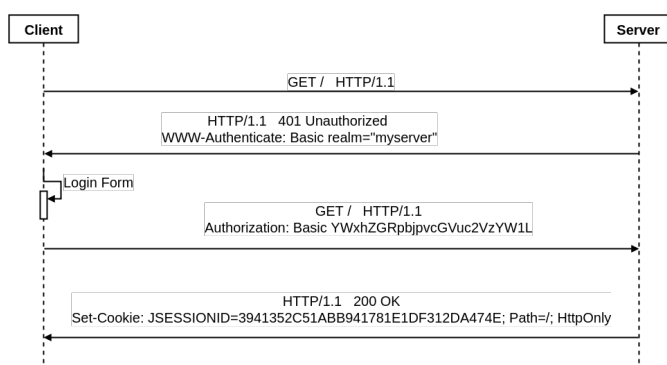 Client
Server
GET / HTTP/1.1
HTTP/1.1 401 Unauthorized
WWW-Authenticate: Basic realm="myserver"
Login Form
GET / HTTP/1.1
Authorization: Basic YWxhZGRpbjpvcGVuc2VzYW1L
HTTP/1.1 200 OK
Set-Cookie: JSESSIONID=3941352C51ABB941781E1DF312DA474E; Path=/; HttpOnly